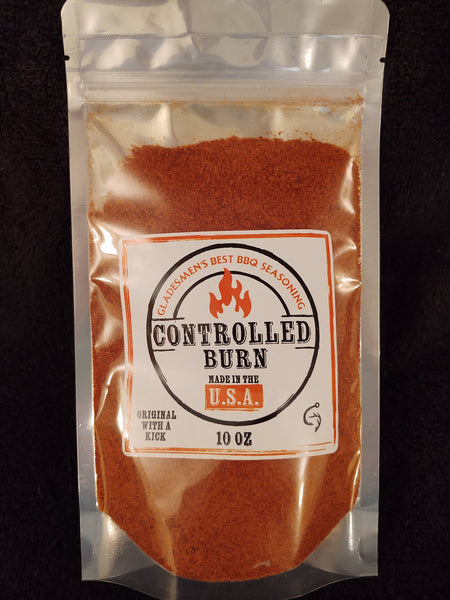 GLADESMEN'S BEST BBQ SEASONING
CONTROLLED
BURN
MADE IN THE
U.S.A.
ORIGINAL
WITH A
KICK
10 OZ